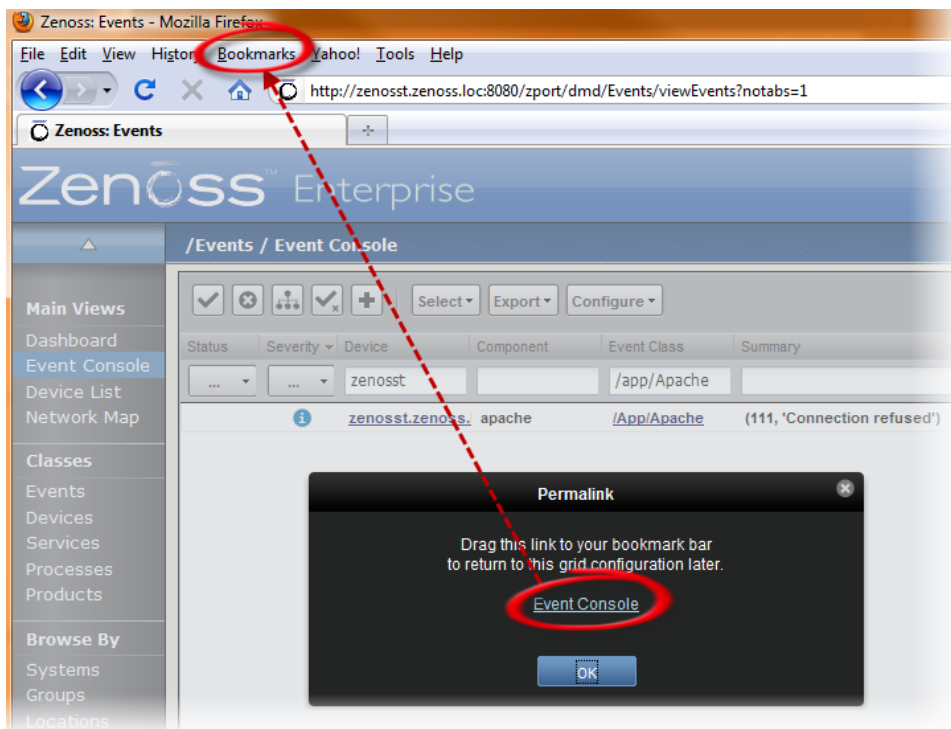 Zenoss: Events - Mozilla Firefox
File Edit View History Bookmarks Yahoo! Tools Help
http://zenosst.zenoss.loc:8080/zport/dmd/Events/viewEvents?notabs=1
Zenoss: Events
Zenoss™ Enterprise
/Events / Event Console
Select Export Configure
Main Views
Dashboard
Event Console
Device List
Network Map
Classes
Events
Devices
Services
Processes
Products
Browse By
Systems
Groups
Locations
Status Severity Device Component Event Class Summary
... ... zenosst /app/Apache
zenosst.zenoss. apache /App/Apache (111, 'Connection refused')
Permalink
Drag this link to your bookmark bar
to return to this grid configuration later.
Event Console
OK